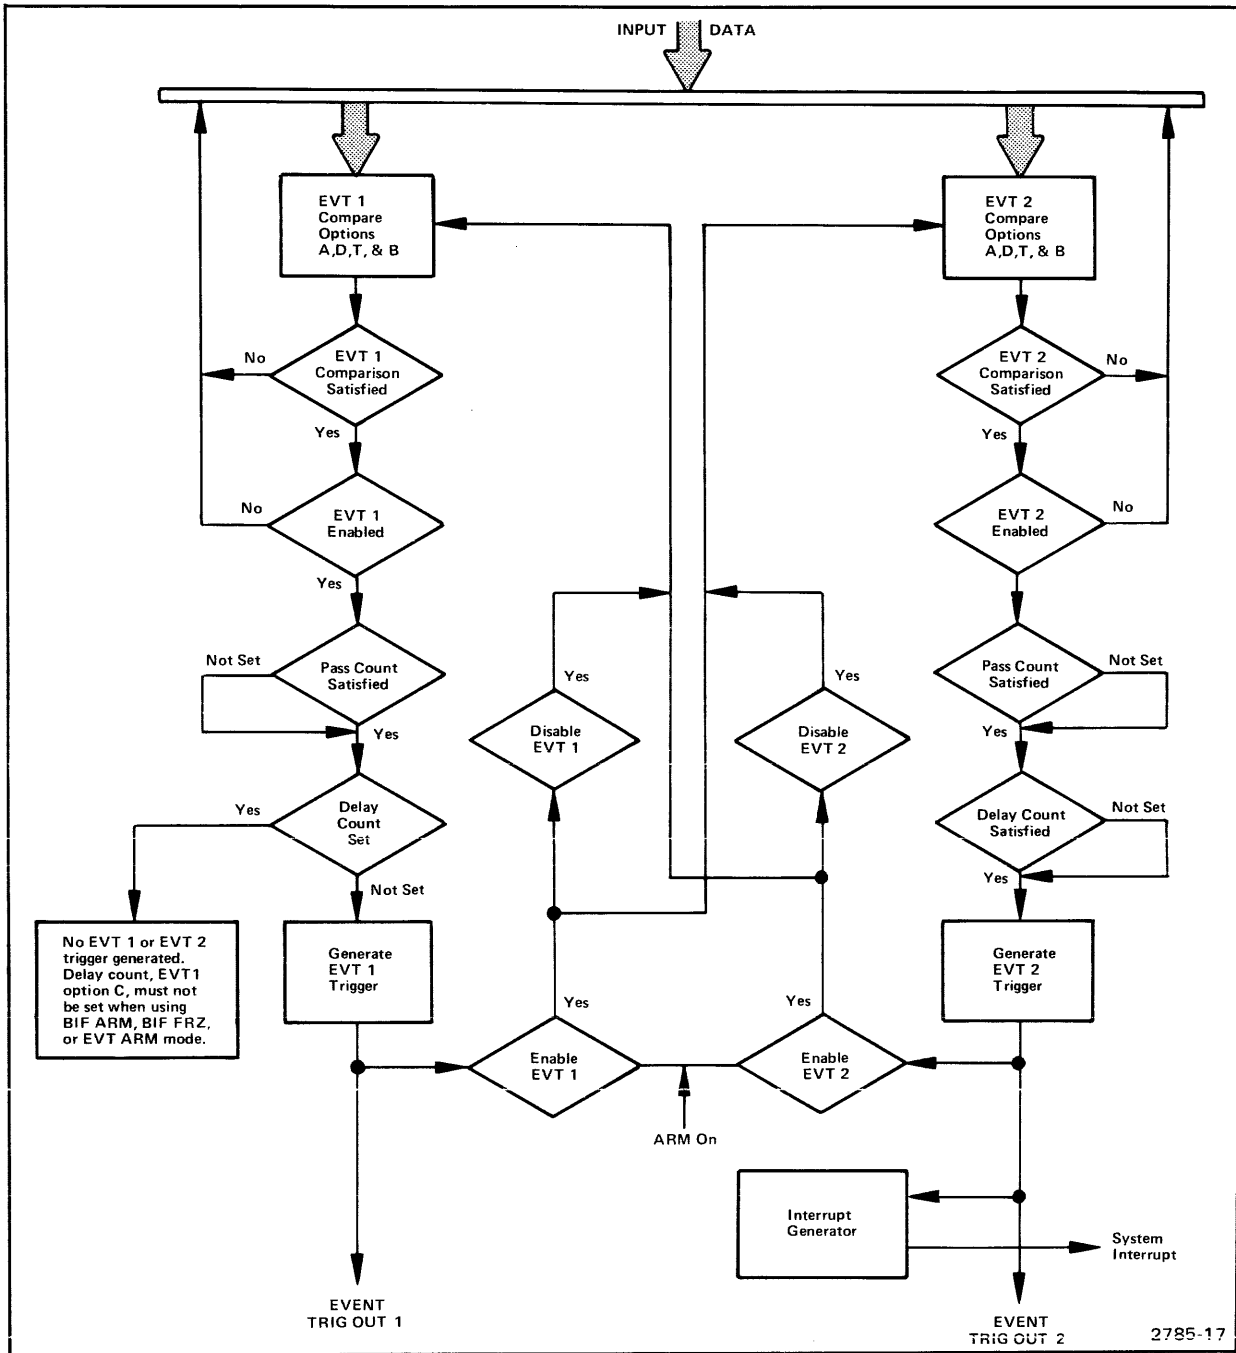 INPUT DATA
EVT 1
Compare
Options
A,D,T, & B
EVT 2
Compare
Options
A,D,T, & B
No
EVT 1
Comparison
Satisfied
Yes
EVT 2
Comparison
Satisfied
No
Yes
No
EVT 1
Enabled
Yes
EVT 2
Enabled
No
Yes
Not Set
Pass Count
Satisfied
Yes
Yes
Disable
EVT 1
Yes
Disable
EVT 2
Pass Count
Satisfied
Not Set
Yes
Yes
Delay
Count
Set
Not Set
Delay Count
Satisfied
Not Set
Yes
No EVT 1 or EVT 2
trigger generated.
Delay count, EVT1
option C, must not
be set when using
BIF ARM, BIF FRZ,
or EVT ARM mode.
Generate
EVT 1
Trigger
Yes
Enable
EVT 1
Yes
Enable
EVT 2
Generate
EVT 2
Trigger
ARM On
Interrupt
Generator
System
Interrupt
EVENT
TRIG OUT 1
EVENT
TRIG OUT 2
2785-17